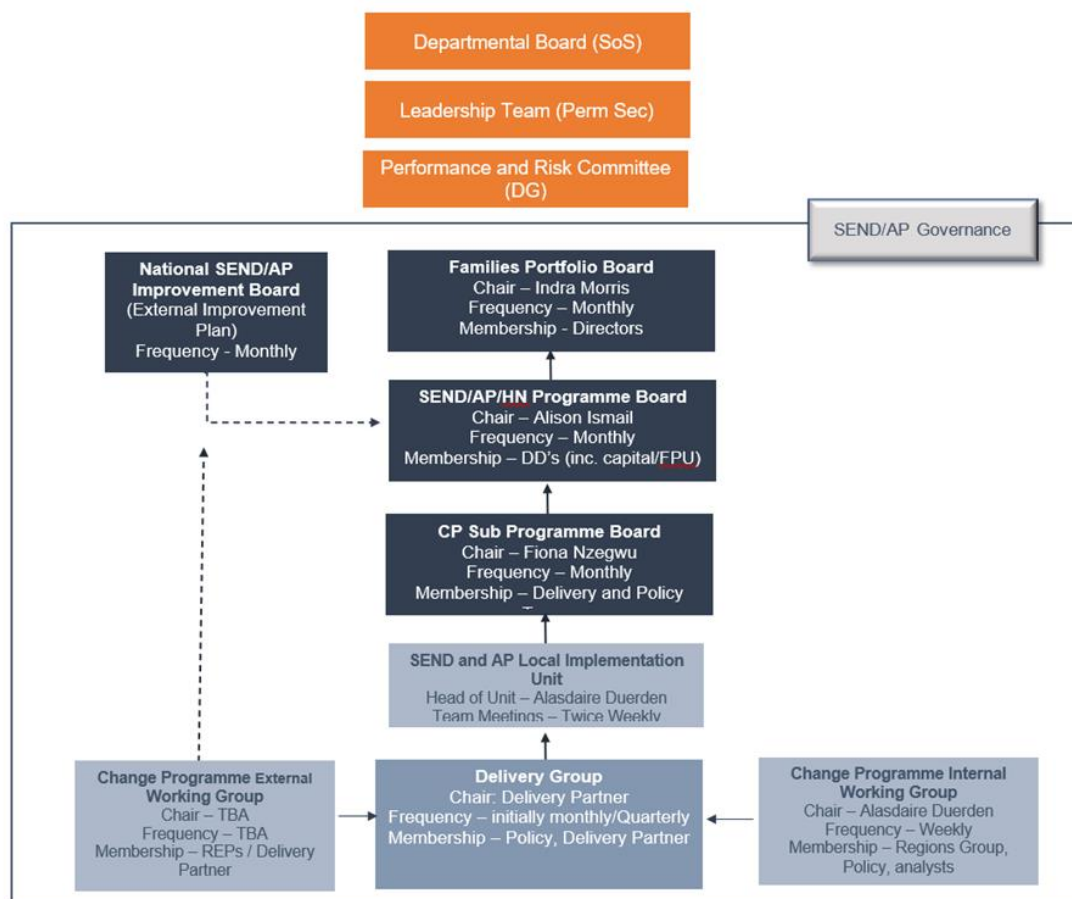 Departmental Board (SoS)
Leadership Team (Perm Sec)
Performance and Risk Committee
(DG)
SEND/AP Governance
National SEND/AP
Improvement Board
(External Improvement
Plan)
Frequency - Monthly
Families Portfolio Board
Chair – Indra Morris
Frequency – Monthly
Membership - Directors
SEND/AP/HN Programme Board
Chair – Alison Ismail
Frequency – Monthly
Membership – DD's (inc. capital/FPU)
CP Sub Programme Board
Chair – Fiona Nzegwu
Frequency – Monthly
Membership – Delivery and Policy
SEND and AP Local Implementation
Unit
Head of Unit – Alasdaire Duerden
Team Meetings – Twice Weekly
Change Programme External
Working Group
Chair – TBA
Frequency – TBA
Membership – REPs / Delivery
Partner
Delivery Group
Chair: Delivery Partner
Frequency – initially monthly/Quarterly
Membership – Policy, Delivery Partner
Change Programme Internal
Working Group
Chair – Alasdaire Duerden
Frequency – Weekly
Membership – Regions Group,
Policy, analysts